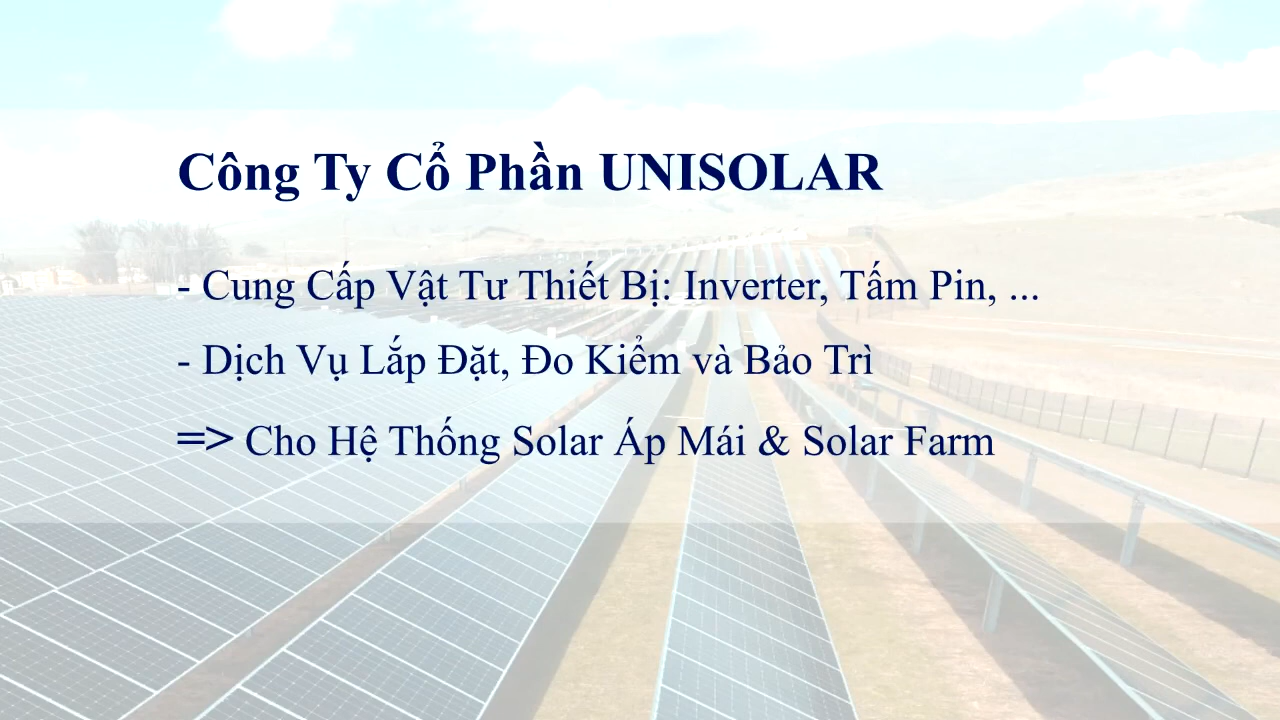 Công Ty Cổ Phần UNISOLAR
- Cung Cấp Vật Tư Thiết Bị: Inverter, Tấm Pin, ...
- Dịch Vụ Lắp Đặt, Đo Kiểm và Bảo Trì
=> Cho Hệ Thống Solar Áp Mái & Solar Farm